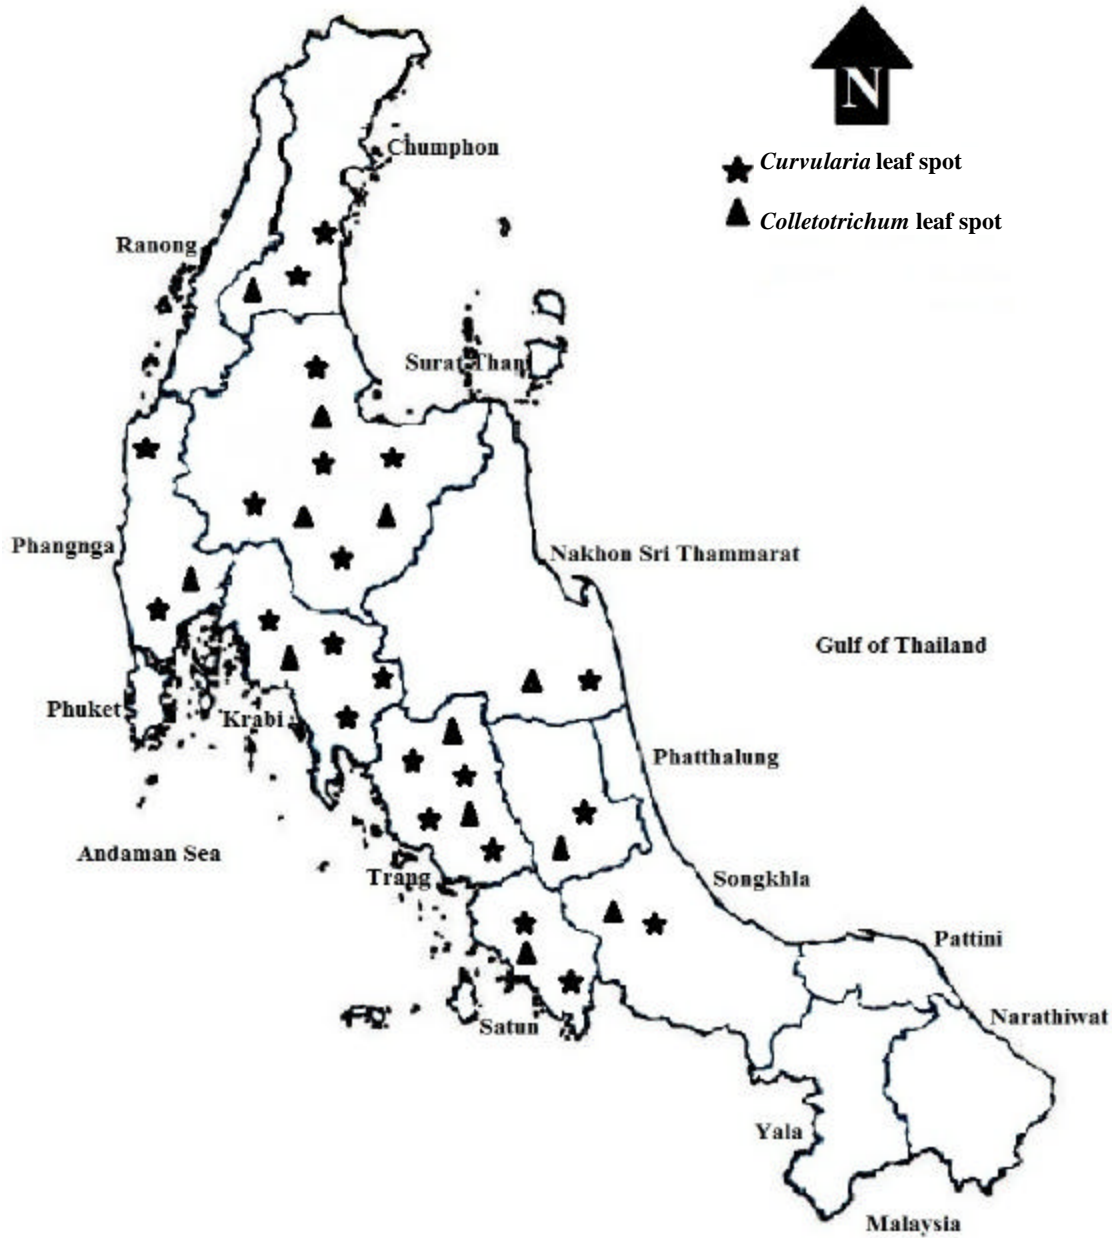 N
Chumphon
Curvularia leaf spot
Colletotrichum leaf spot
Ranong
Surat Thani
Phangnga
Nakhon Sri Thammarat
Gulf of Thailand
Phuket
Krabi
Phatthalung
Andaman Sea
Trang
Songkhla
Pattini
Satun
Narathiwat
Yala
Malaysia